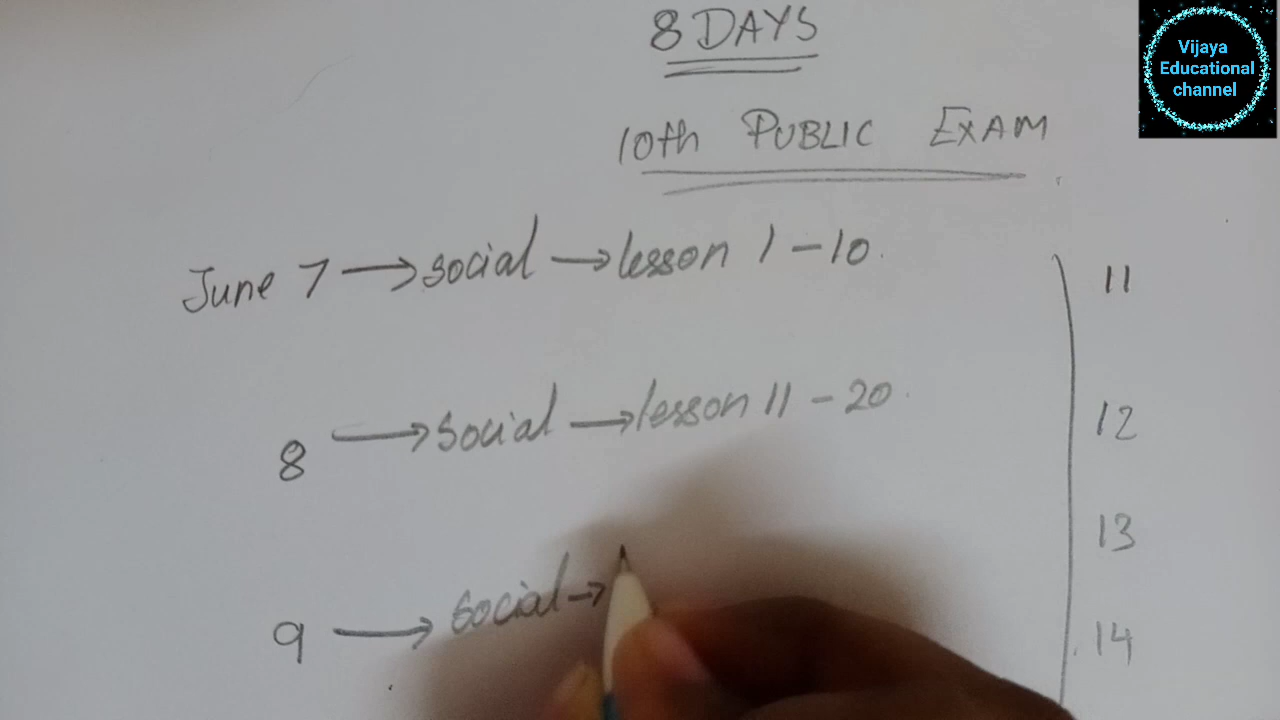 8 DAYS
10th PUBLIC EXAM
June 7 → social → lesson 1 – 10.
8 → social → lesson 11 – 20.
9 → social →
11
12
13
14
Vijaya
Educational
channel